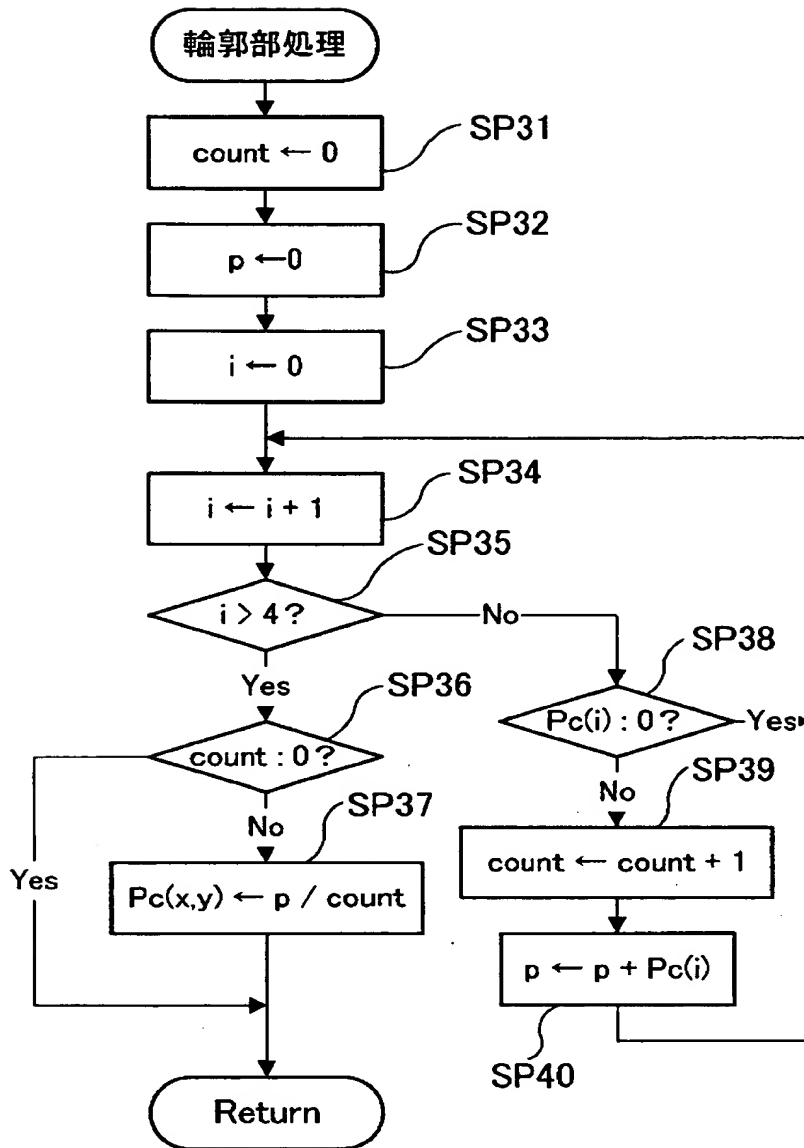 輪郭部処理
SP31
count ← 0
SP32
p ← 0
SP33
i ← 0
SP34
i ← i + 1
SP35
i > 4 ?
No
Yes
SP36
count : 0 ?
Yes
No
SP37
Pc(x,y) ← p / count
SP38
Pc(i) : 0 ?
Yes
No
SP39
count ← count + 1
p ← p + Pc(i)
SP40
Return